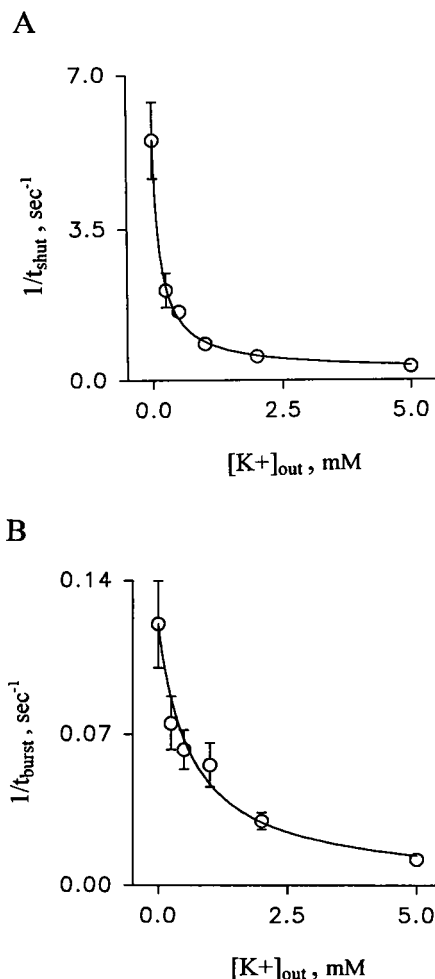 A
7.0
3.5
0.0
1/t_shut , sec⁻¹
0.0 2.5 5.0
[K+]_out , mM
B
0.14
0.07
0.00
1/t_burst , sec⁻¹
0.0 2.5 5.0
[K+]_out , mM